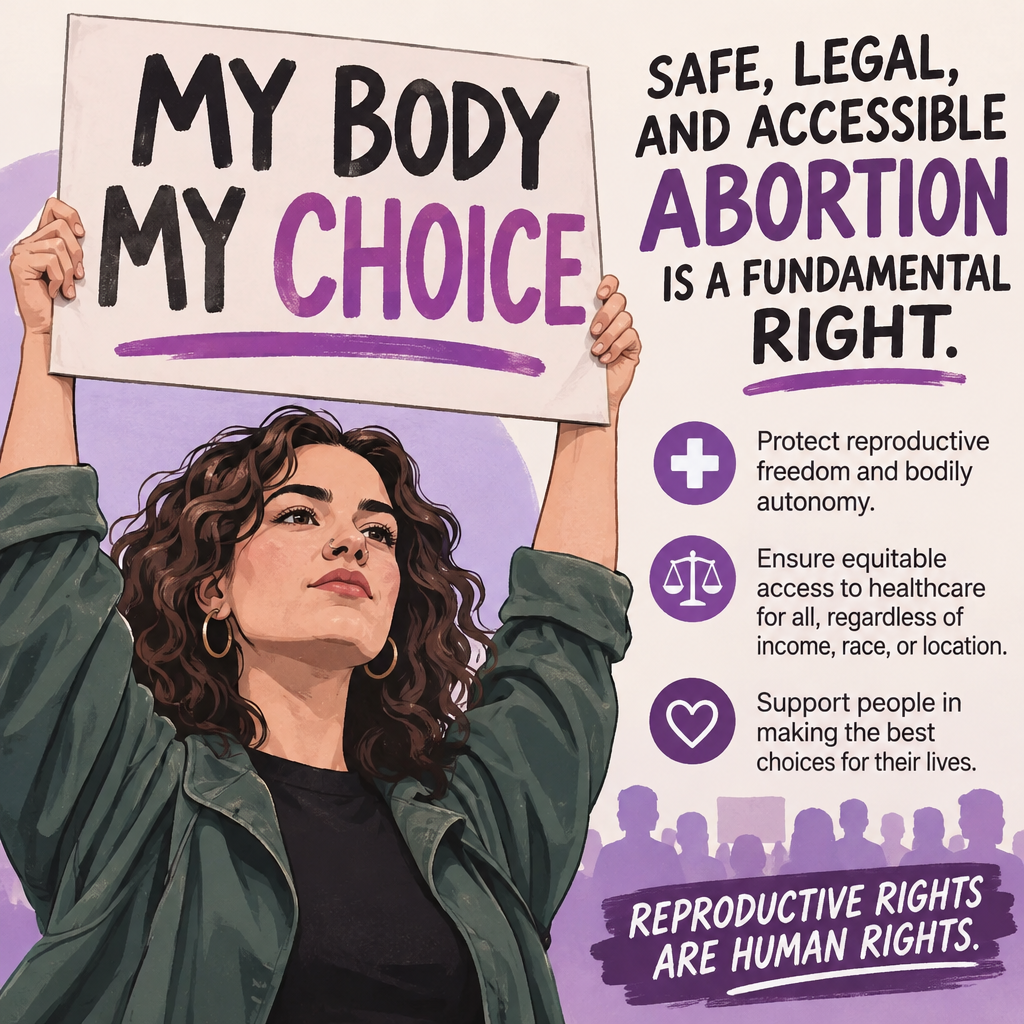 MY BODY
MY CHOICE
SAFE, LEGAL,
AND ACCESSIBLE
ABORTION
IS A FUNDAMENTAL
RIGHT.
Protect reproductive
freedom and bodily
autonomy.
Ensure equitable
access to healthcare
for all, regardless of
income, race, or location.
Support people in
making the best
choices for their lives.
REPRODUCTIVE RIGHTS
ARE HUMAN RIGHTS.